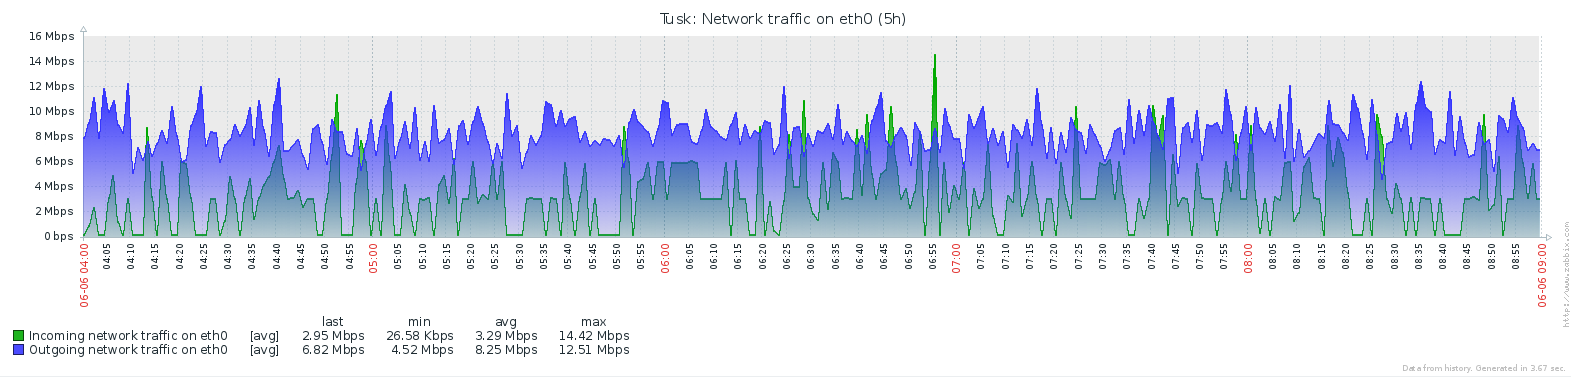 Tusk: Network traffic on eth0 (5h)
16 Mbps
14 Mbps
12 Mbps
10 Mbps
8 Mbps
6 Mbps
4 Mbps
2 Mbps
0 bps
06-06 04:00 04:05 04:10 04:15 04:20 04:25 04:30 04:35 04:40 04:45 04:50 04:55 05:00 05:05 05:10 05:15 05:20 05:25 05:30 05:35 05:40 05:45 05:50 05:55 06:00 06:05 06:10 06:15 06:20 06:25 06:30 06:35 06:40 06:45 06:50 06:55 07:00 07:05 07:10 07:15 07:20 07:25 07:30 07:35 07:40 07:45 07:50 07:55 08:00 08:05 08:10 08:15 08:20 08:25 08:30 08:35 08:40 08:45 08:50 08:55 06-06 09:00
last min avg max
Incoming network traffic on eth0 [avg] 2.95 Mbps 26.58 Kbps 3.29 Mbps 14.42 Mbps
Outgoing network traffic on eth0 [avg] 6.82 Mbps 4.52 Mbps 8.25 Mbps 12.51 Mbps
http://www.zabbix.com
Data from history. Generated in 3.67 sec.